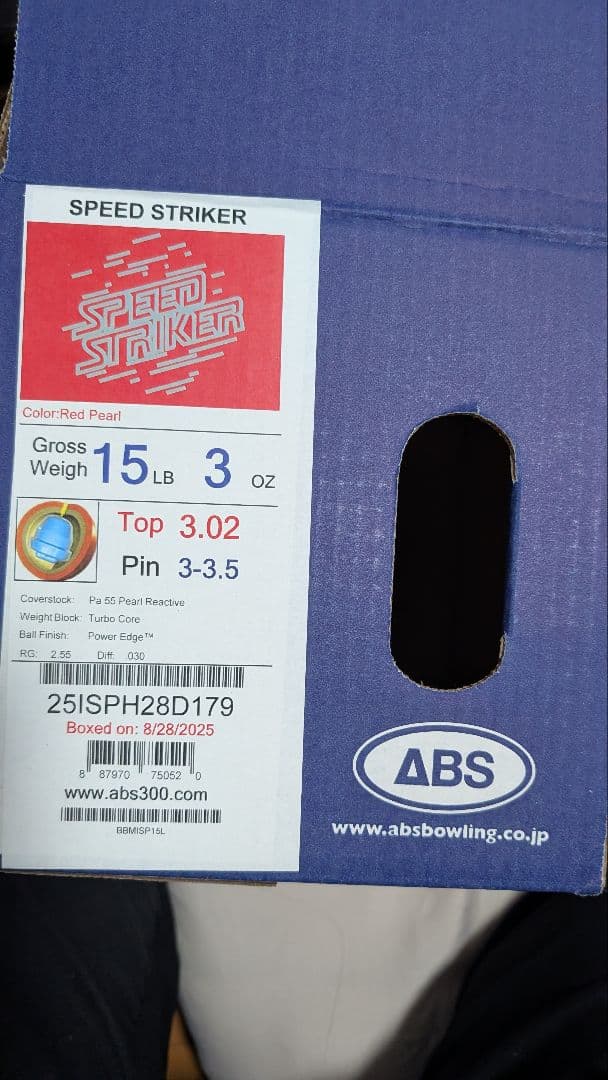 SPEED STRIKER
SPEED
STRIKER
Color:Red Pearl
Gross
Weigh 15 LB 3 OZ
Top 3.02
Pin 3-3.5
Coverstock: Pa 55 Pearl Reactive
Weight Block: Turbo Core
Ball Finish: Power Edge™
RG: 2.55 Diff: 030
25ISPH28D179
Boxed on: 8/28/2025
8 87970 75052 0
www.abs300.com
BBMISP15L
ABS
www.absbowling.co.jp